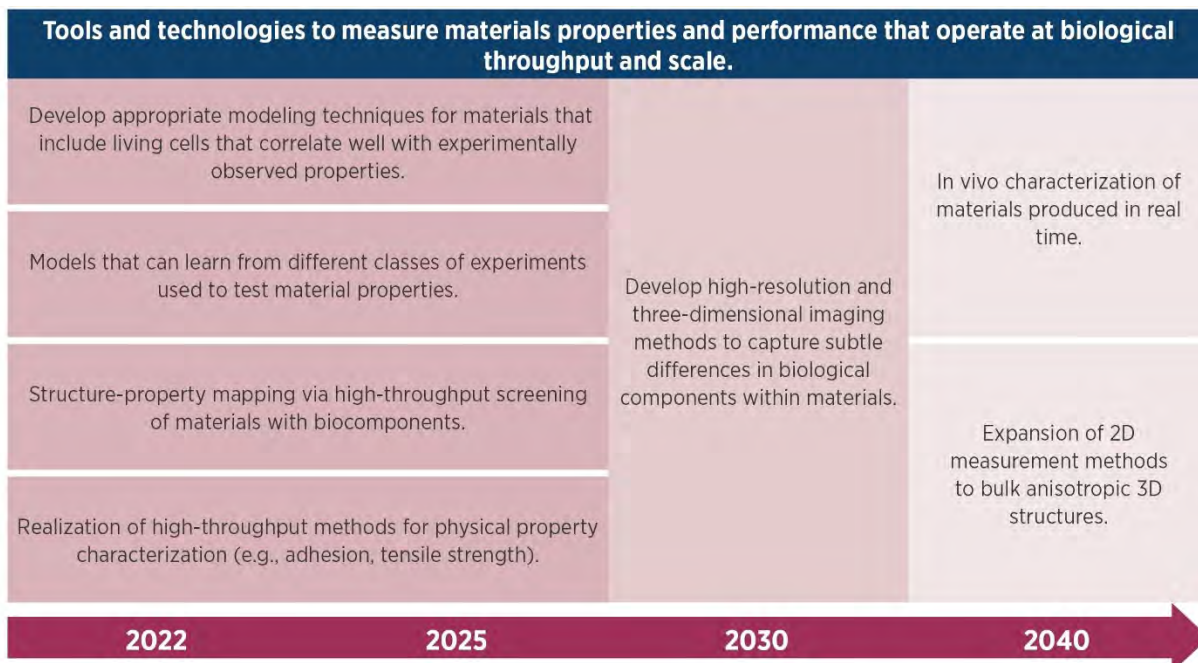 Tools and technologies to measure materials properties and performance that operate at biological
throughput and scale.
Develop appropriate modeling techniques for materials that
include living cells that correlate well with experimentally
observed properties.
Models that can learn from different classes of experiments
used to test material properties.
Structure-property mapping via high-throughput screening
of materials with biocomponents.
Realization of high-throughput methods for physical property
characterization (e.g., adhesion, tensile strength).
Develop high-resolution and
three-dimensional imaging
methods to capture subtle
differences in biological
components within materials.
In vivo characterization of
materials produced in real
time.
Expansion of 2D
measurement methods
to bulk anisotropic 3D
structures.
2022 2025 2030 2040